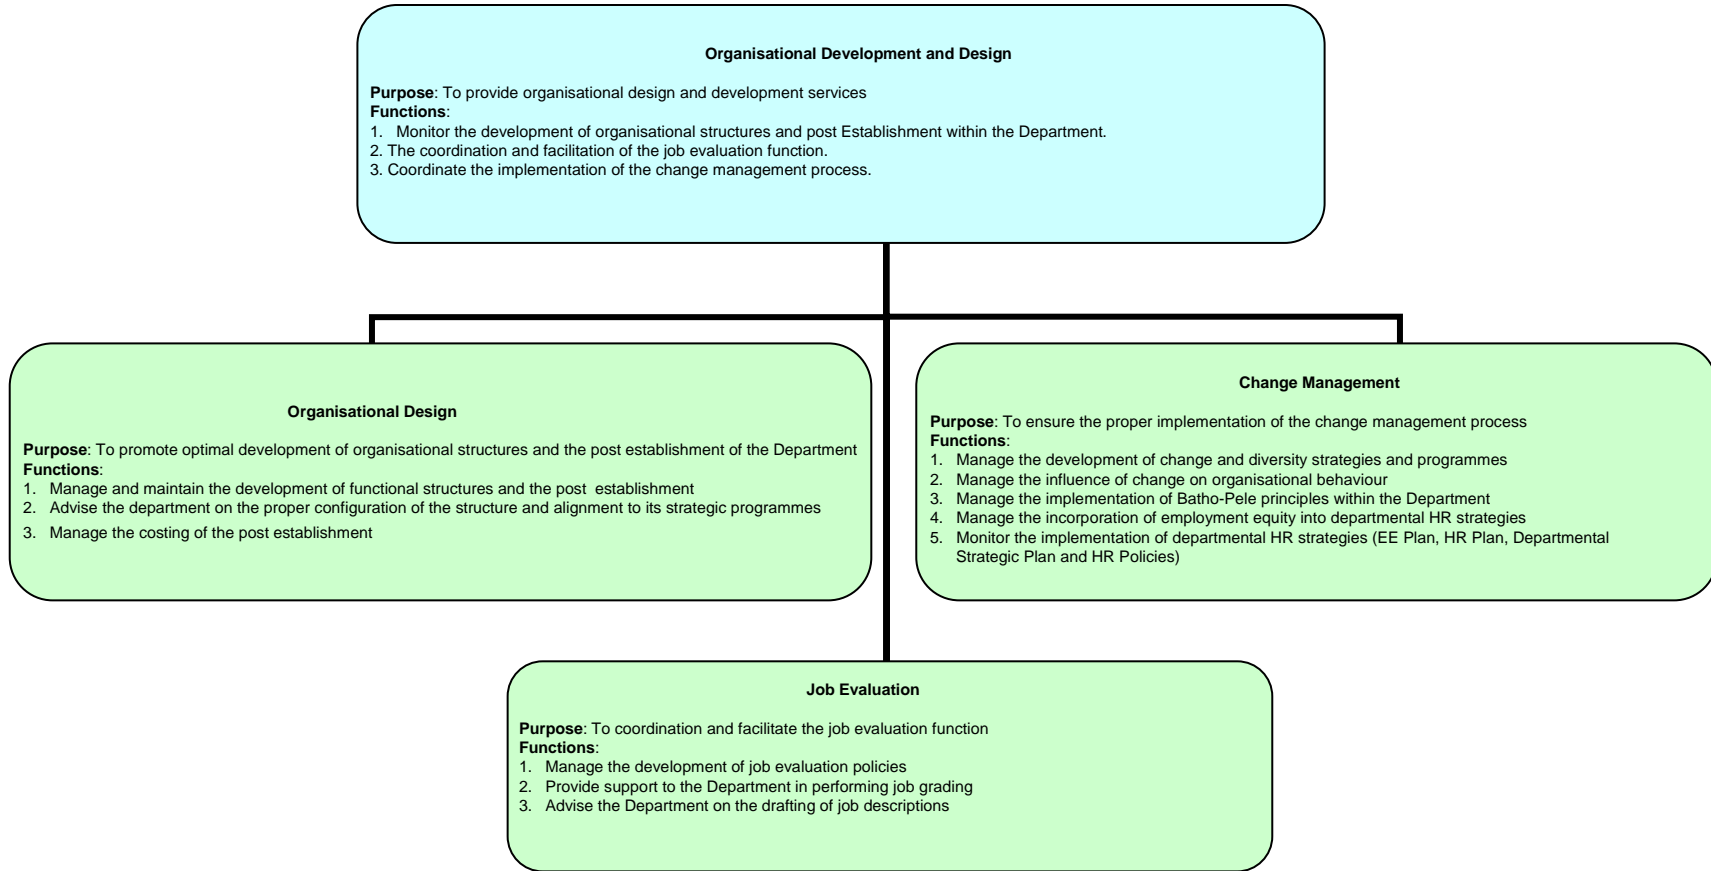 Organisational Development and Design
Purpose: To provide organisational design and development services
Functions:
1. Monitor the development of organisational structures and post Establishment within the Department.
2. The coordination and facilitation of the job evaluation function.
3. Coordinate the implementation of the change management process.
Organisational Design
Purpose: To promote optimal development of organisational structures and the post establishment of the Department
Functions:
1. Manage and maintain the development of functional structures and the post establishment
2. Advise the department on the proper configuration of the structure and alignment to its strategic programmes
3. Manage the costing of the post establishment
Change Management
Purpose: To ensure the proper implementation of the change management process
Functions:
1. Manage the development of change and diversity strategies and programmes
2. Manage the influence of change on organisational behaviour
3. Manage the implementation of Batho-Pele principles within the Department
4. Manage the incorporation of employment equity into departmental HR strategies
5. Monitor the implementation of departmental HR strategies (EE Plan, HR Plan, Departmental
Strategic Plan and HR Policies)
Job Evaluation
Purpose: To coordination and facilitate the job evaluation function
Functions:
1. Manage the development of job evaluation policies
2. Provide support to the Department in performing job grading
3. Advise the Department on the drafting of job descriptions